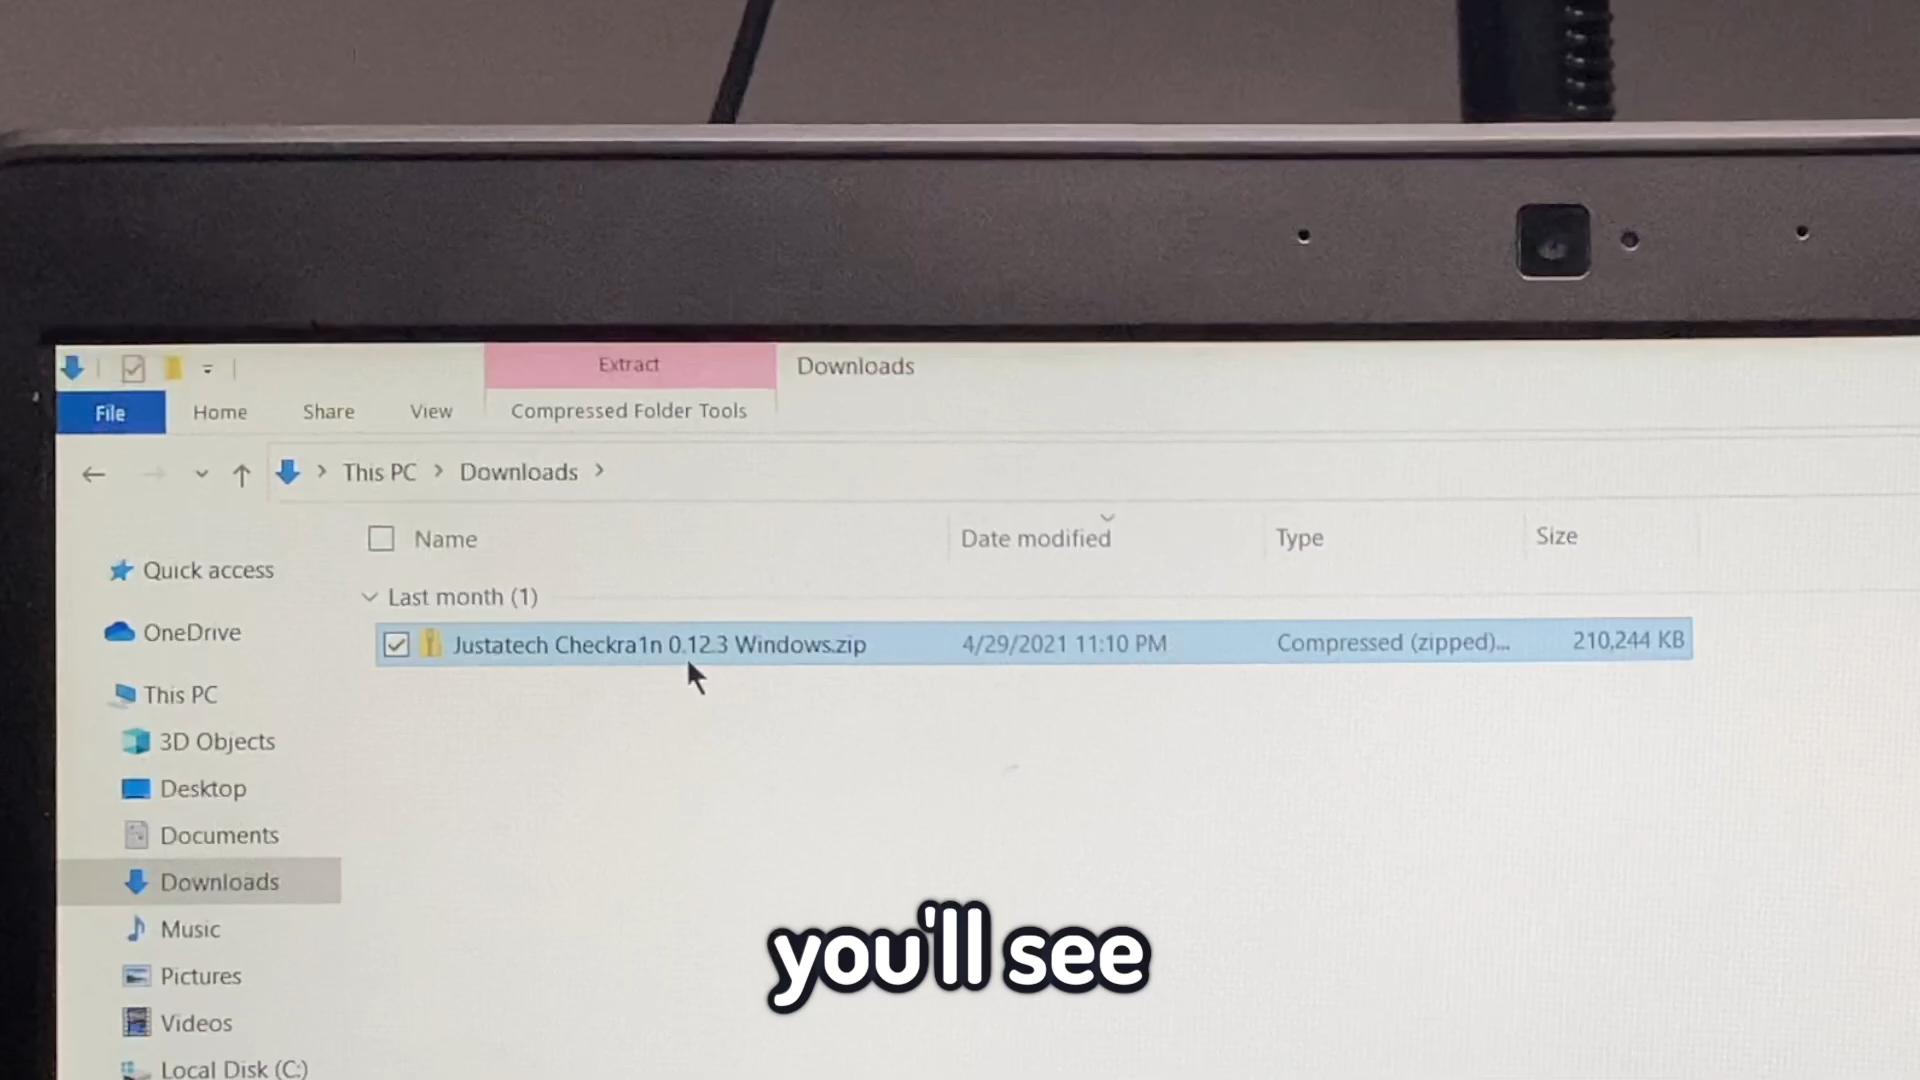 Extract
Downloads
File
Home
Share
View
Compressed Folder Tools
This PC
Downloads
Name
Date modified
Type
Size
Quick access
Last month (1)
OneDrive
Justatech Checkra1n 0.12.3 Windows.zip
4/29/2021 11:10 PM
Compressed (zipped)...
210,244 KB
This PC
3D Objects
Desktop
Documents
Downloads
Music
you'll see
Pictures
Videos
Local Disk (C:)